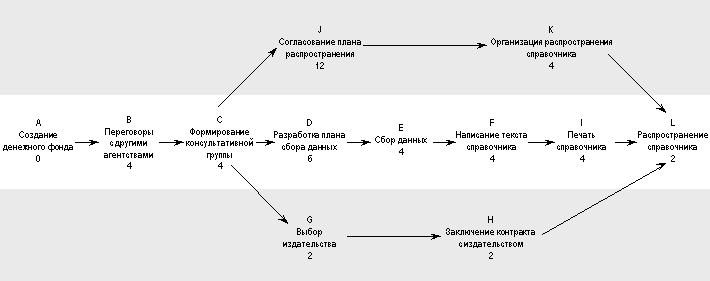 J
Согласование плана
распространения
12
K
Организация распространения
справочника
4
A
Создание
денежного фонда
0
B
Переговоры
с другими
агентствами
4
C
Формирование
консультативной
группы
4
D
Разработка плана
сбора данных
6
E
Сбор данных
4
F
Написание текста
справочника
4
I
Печать
справочника
4
L
Распространение
справочника
2
G
Выбор
издательства
2
H
Заключение контракта
с издательством
2